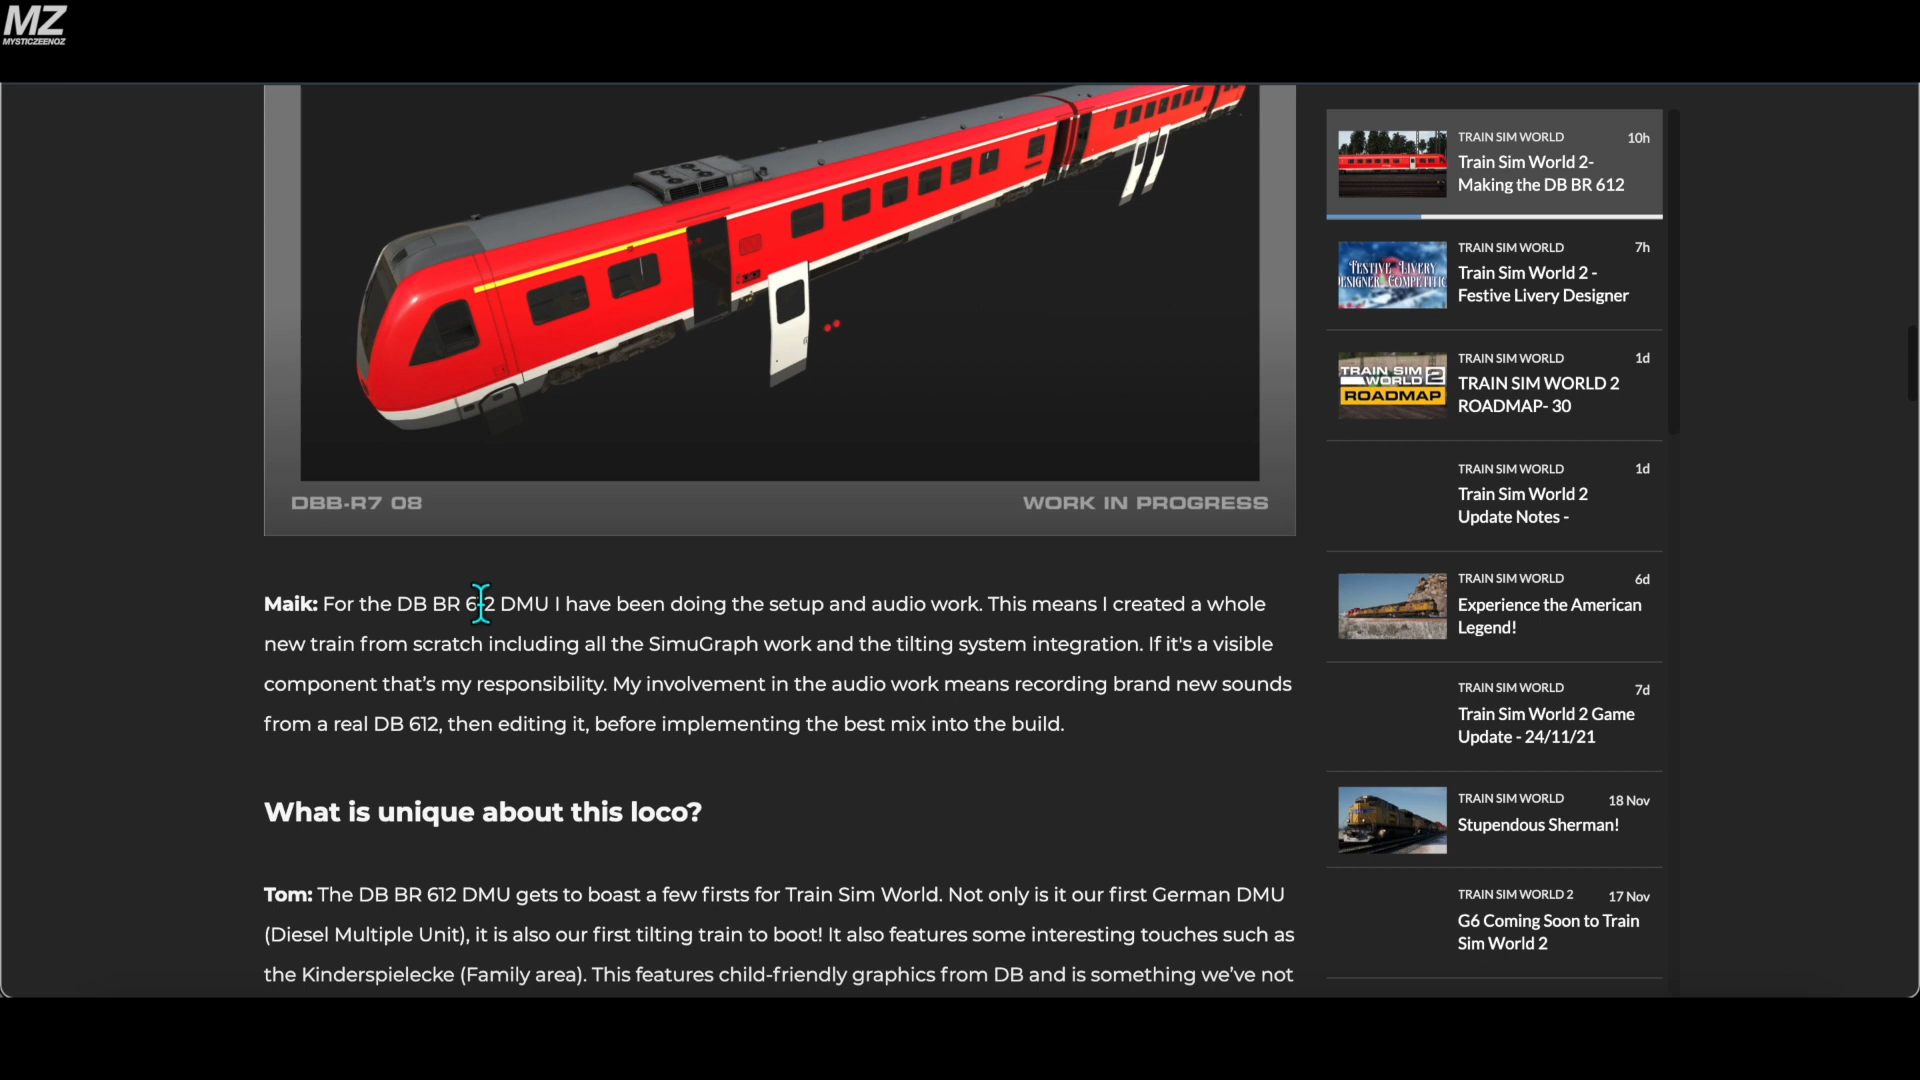 MZ
MYSTICZEENOZ
DBB-R7 08
WORK IN PROGRESS
Maik: For the DB BR 612 DMU I have been doing the setup and audio work. This means I created a whole
new train from scratch including all the SimuGraph work and the tilting system integration. If it's a visible
component that’s my responsibility. My involvement in the audio work means recording brand new sounds
from a real DB 612, then editing it, before implementing the best mix into the build.
What is unique about this loco?
Tom: The DB BR 612 DMU gets to boast a few firsts for Train Sim World. Not only is it our first German DMU
(Diesel Multiple Unit), it is also our first tilting train to boot! It also features some interesting touches such as
the Kinderspielecke (Family area). This features child-friendly graphics from DB and is something we’ve not
TRAIN SIM WORLD
10h
Train Sim World 2-
Making the DB BR 612
FESTIVE LIVERY
DESIGNER COMPETITIO
TRAIN SIM WORLD
7h
Train Sim World 2 -
Festive Livery Designer
TRAIN SIM
WORLD 2
ROADMAP
TRAIN SIM WORLD
1d
TRAIN SIM WORLD 2
ROADMAP- 30
TRAIN SIM WORLD
1d
Train Sim World 2
Update Notes -
TRAIN SIM WORLD
6d
Experience the American
Legend!
TRAIN SIM WORLD
7d
Train Sim World 2 Game
Update - 24/11/21
TRAIN SIM WORLD
18 Nov
Stupendous Sherman!
TRAIN SIM WORLD 2
17 Nov
G6 Coming Soon to Train
Sim World 2